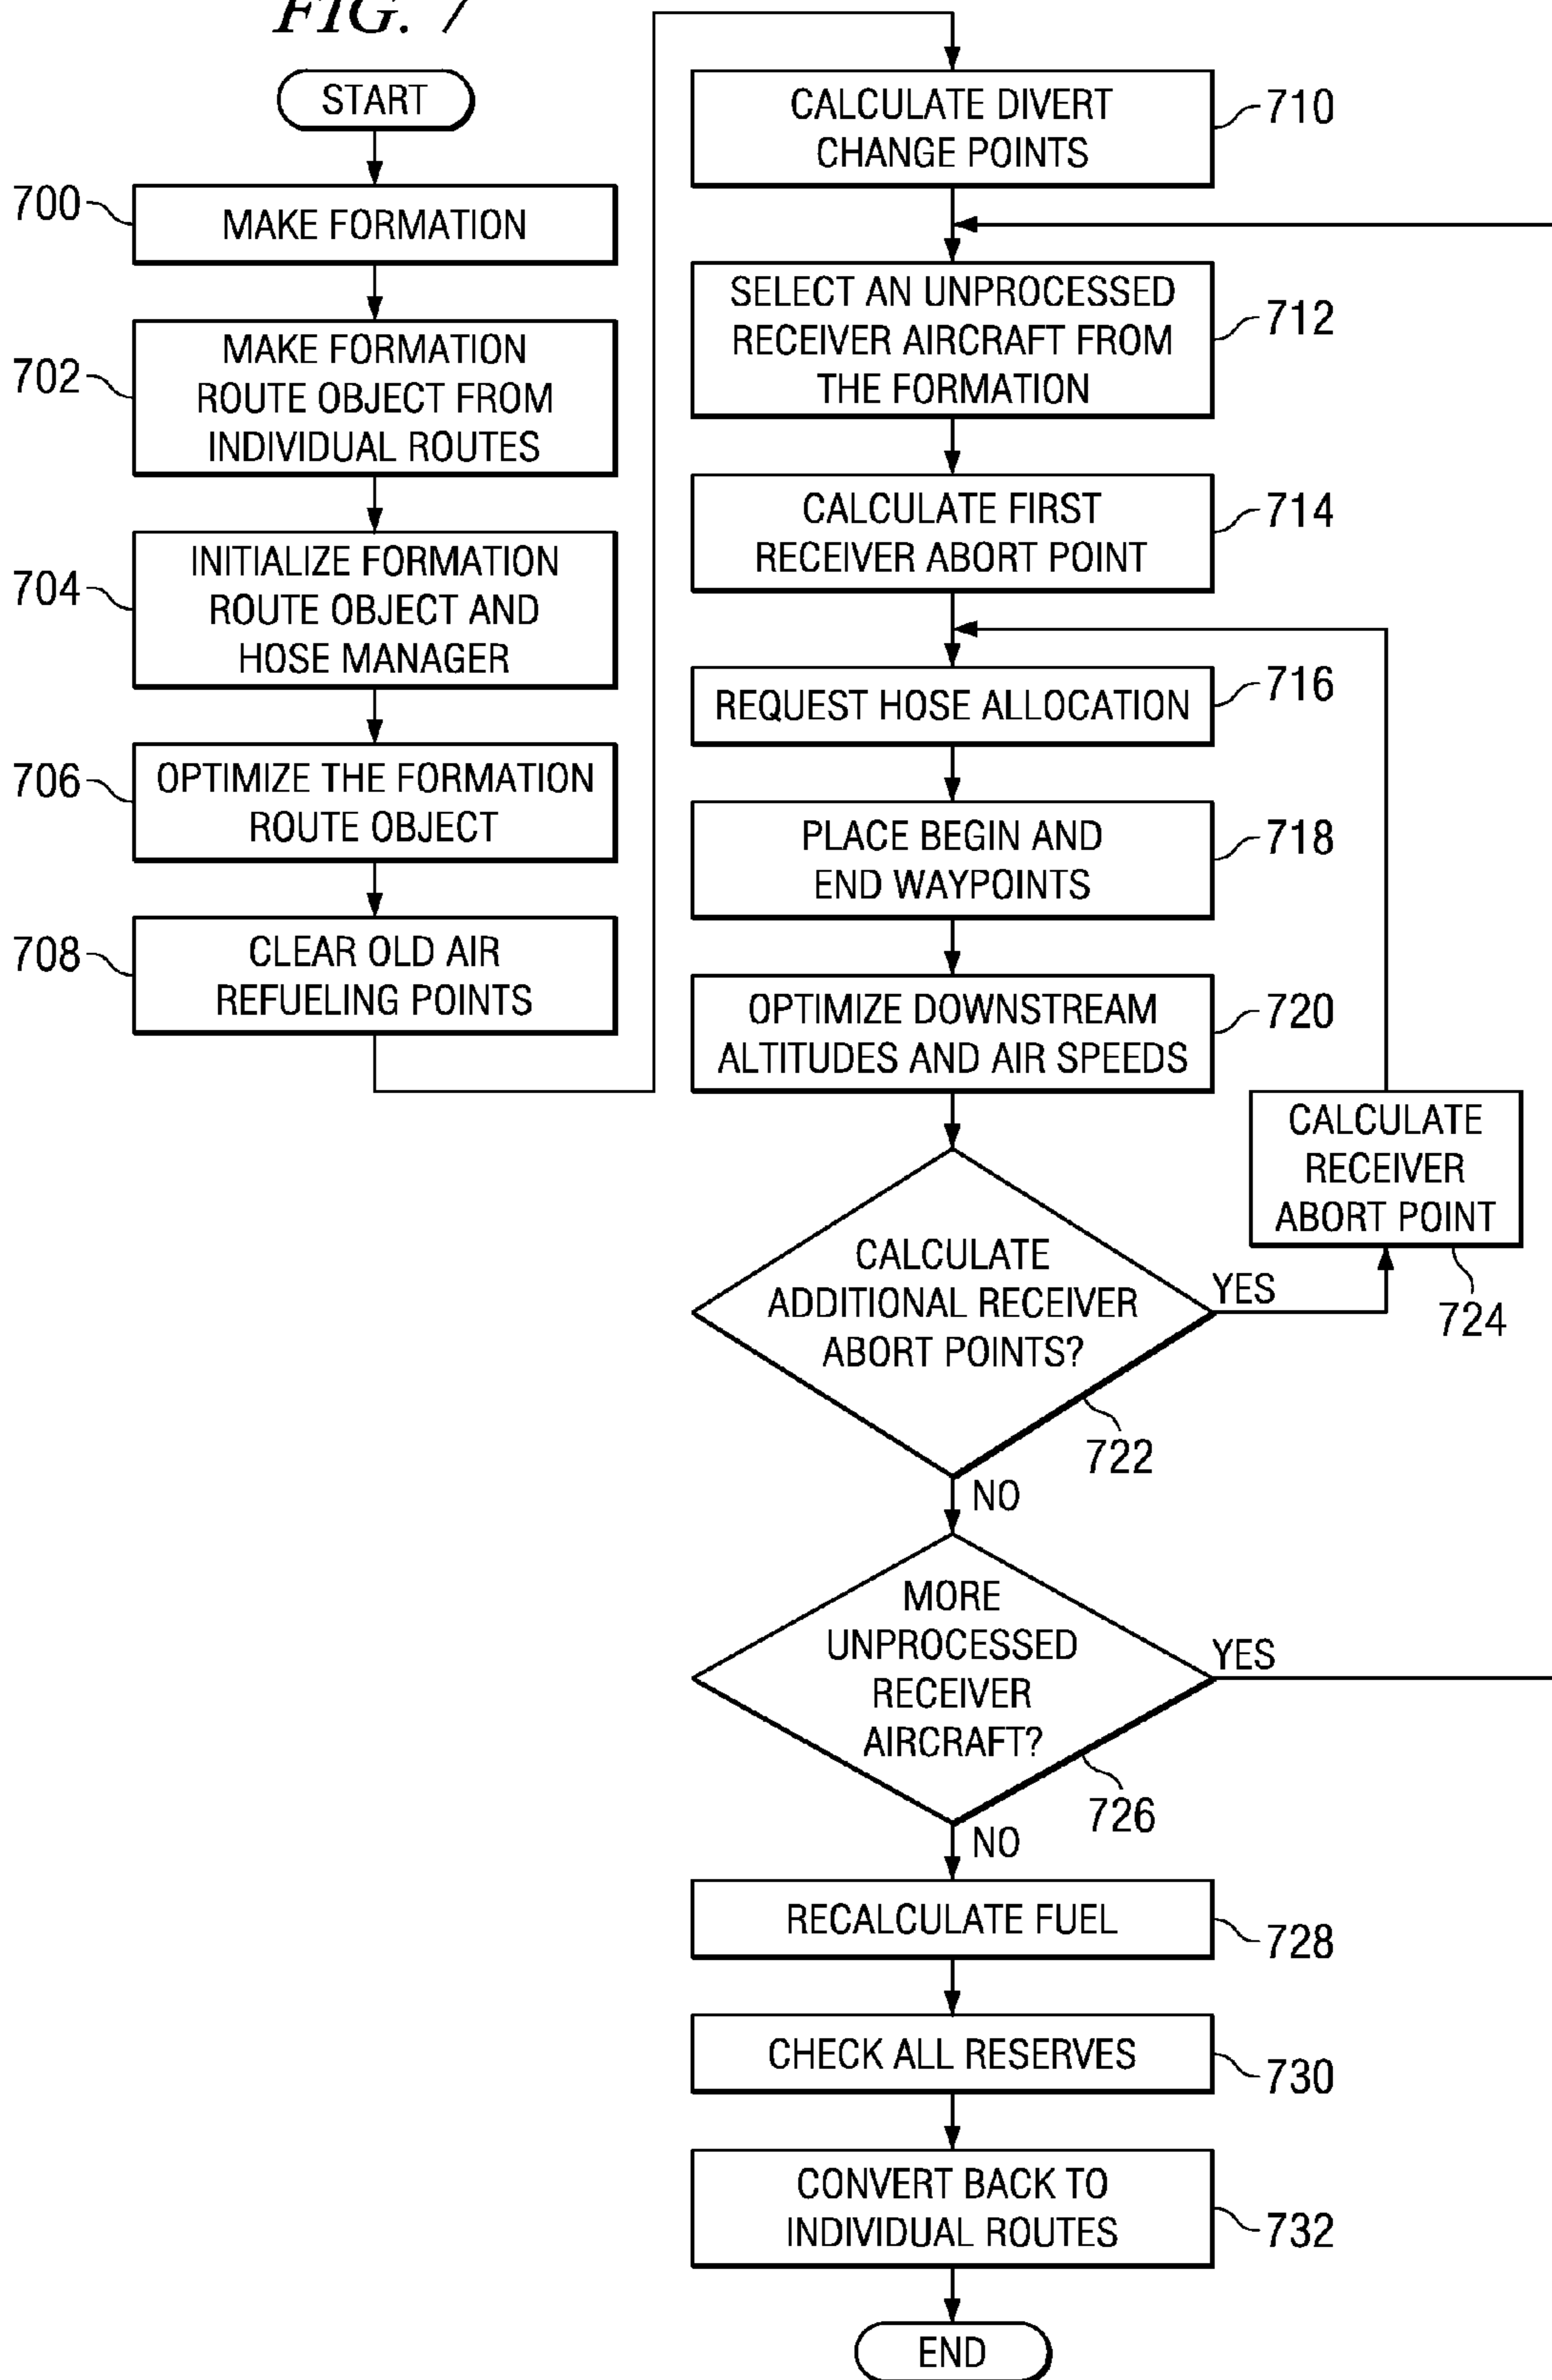 FIG. 7
START
700
MAKE FORMATION
702
MAKE FORMATION
ROUTE OBJECT FROM
INDIVIDUAL ROUTES
704
INITIALIZE FORMATION
ROUTE OBJECT AND
HOSE MANAGER
706
OPTIMIZE THE FORMATION
ROUTE OBJECT
708
CLEAR OLD AIR
REFUELING POINTS
CALCULATE DIVERT
CHANGE POINTS
710
SELECT AN UNPROCESSED
RECEIVER AIRCRAFT FROM
THE FORMATION
712
CALCULATE FIRST
RECEIVER ABORT POINT
714
REQUEST HOSE ALLOCATION
716
PLACE BEGIN AND
END WAYPOINTS
718
OPTIMIZE DOWNSTREAM
ALTITUDES AND AIR SPEEDS
720
CALCULATE
ADDITIONAL RECEIVER
ABORT POINTS?
722
YES
CALCULATE
RECEIVER
ABORT POINT
724
NO
MORE
UNPROCESSED
RECEIVER
AIRCRAFT?
726
YES
NO
RECALCULATE FUEL
728
CHECK ALL RESERVES
730
CONVERT BACK TO
INDIVIDUAL ROUTES
732
END